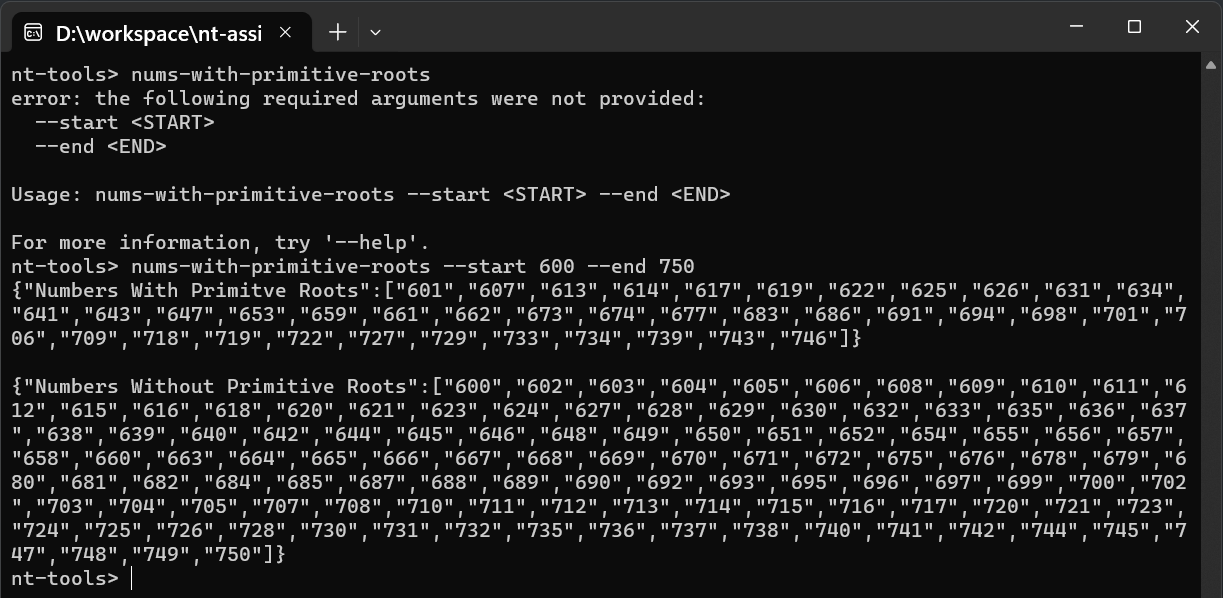 D:\workspace\nt-assi
nt-tools> nums-with-primitive-roots
error: the following required arguments were not provided:
  --start <START>
  --end <END>
Usage: nums-with-primitive-roots --start <START> --end <END>
For more information, try '--help'.
nt-tools> nums-with-primitive-roots --start 600 --end 750
{"Numbers With Primitve Roots":["601","607","613","614","617","619","622","625","626","631","634",
"641","643","647","653","659","661","662","673","674","677","683","686","691","694","698","701","7
06","709","718","719","722","727","729","733","734","739","743","746"]}
{"Numbers Without Primitive Roots":["600","602","603","604","605","606","608","609","610","611","6
12","615","616","618","620","621","623","624","627","628","629","630","632","633","635","636","637
","638","639","640","642","644","645","646","648","649","650","651","652","654","655","656","657",
"658","660","663","664","665","666","667","668","669","670","671","672","675","676","678","679","6
80","681","682","684","685","687","688","689","690","692","693","695","696","697","699","700","702
","703","704","705","707","708","710","711","712","713","714","715","716","717","720","721","723",
"724","725","726","728","730","731","732","735","736","737","738","740","741","742","744","745","7
47","748","749","750"]}
nt-tools>